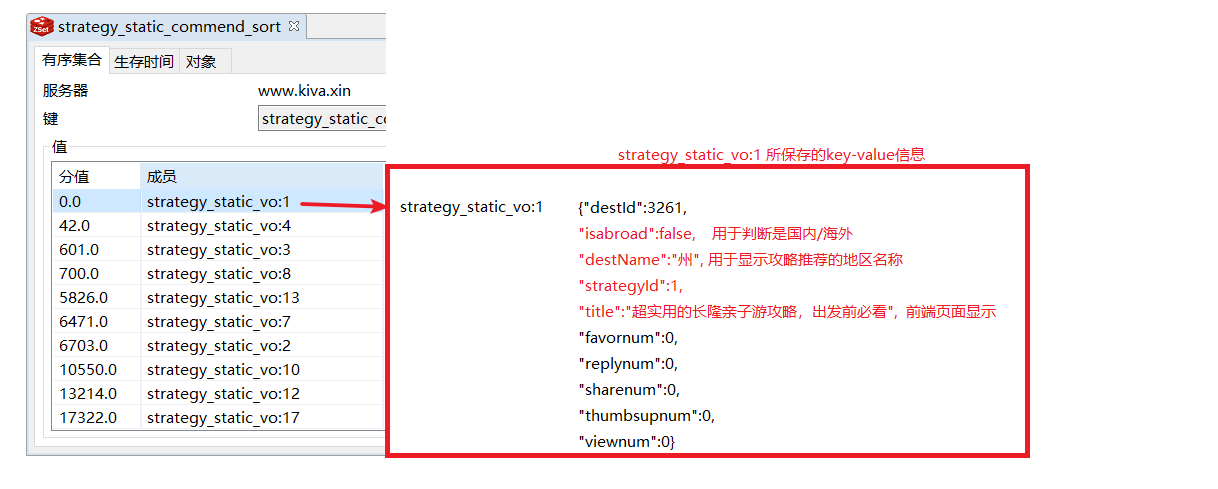 ZSet strategy_static_commend_sort
有序集合 生存时间 对象
服务器 www.kiva.xin
键 strategy_static_co
值
分值 成员
0.0 strategy_static_vo:1
42.0 strategy_static_vo:4
601.0 strategy_static_vo:3
700.0 strategy_static_vo:8
5826.0 strategy_static_vo:13
6471.0 strategy_static_vo:7
6703.0 strategy_static_vo:2
10550.0 strategy_static_vo:10
13214.0 strategy_static_vo:12
17322.0 strategy_static_vo:17
strategy_static_vo:1 所保存的key-value信息
strategy_static_vo:1 {"destId":3261,
"isabroad":false, 用于判断是国内/海外
"destName":"州", 用于显示攻略推荐的地区名称
"strategyId":1,
"title":"超实用的长隆亲子游攻略，出发前必看", 前端页面显示
"favornum":0,
"replynum":0,
"sharenum":0,
"thumbsupnum":0,
"viewnum":0}